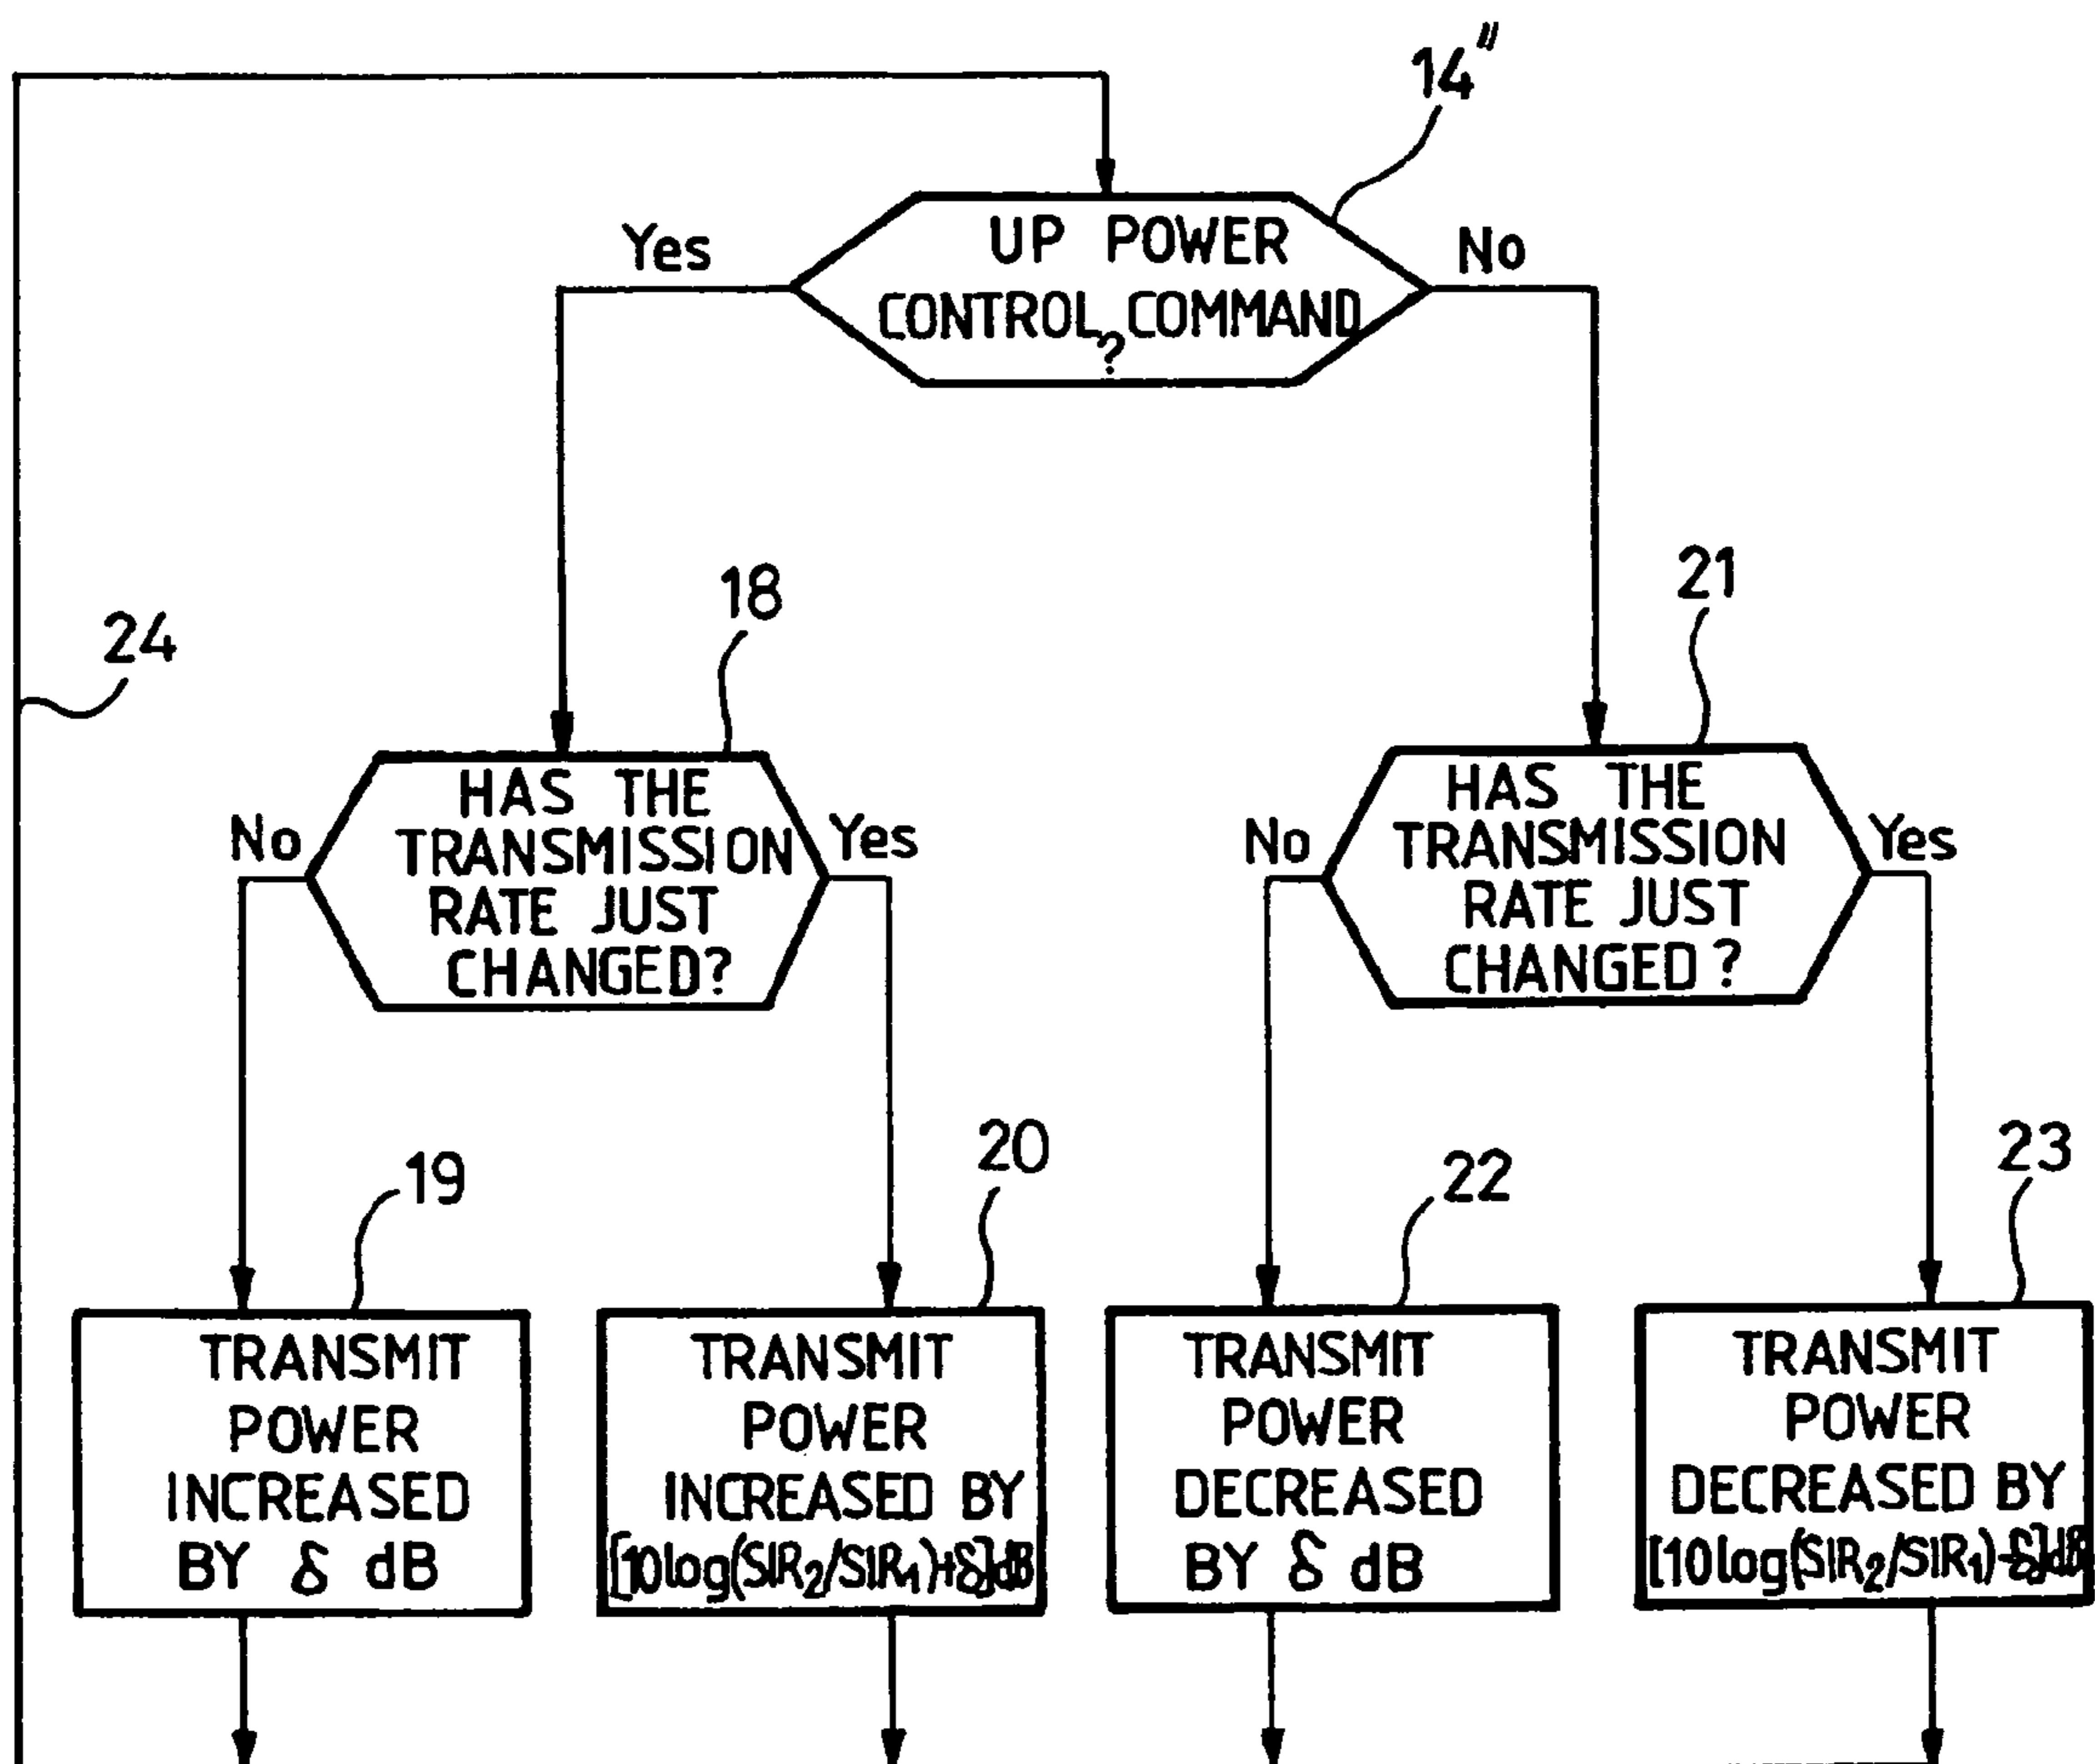 14"
UP POWER
CONTROL COMMAND
?
Yes
No
18
21
24
HAS THE
TRANSMISSION
RATE JUST
CHANGED?
No
Yes
HAS THE
TRANSMISSION
RATE JUST
CHANGED?
No
Yes
19
20
22
23
TRANSMIT
POWER
INCREASED
BY δ dB
TRANSMIT
POWER
INCREASED BY
[10log(SIR₂/SIR₁)+δ]dB
TRANSMIT
POWER
DECREASED
BY δ dB
TRANSMIT
POWER
DECREASED BY
[10log(SIR₂/SIR₁)-δ]dB